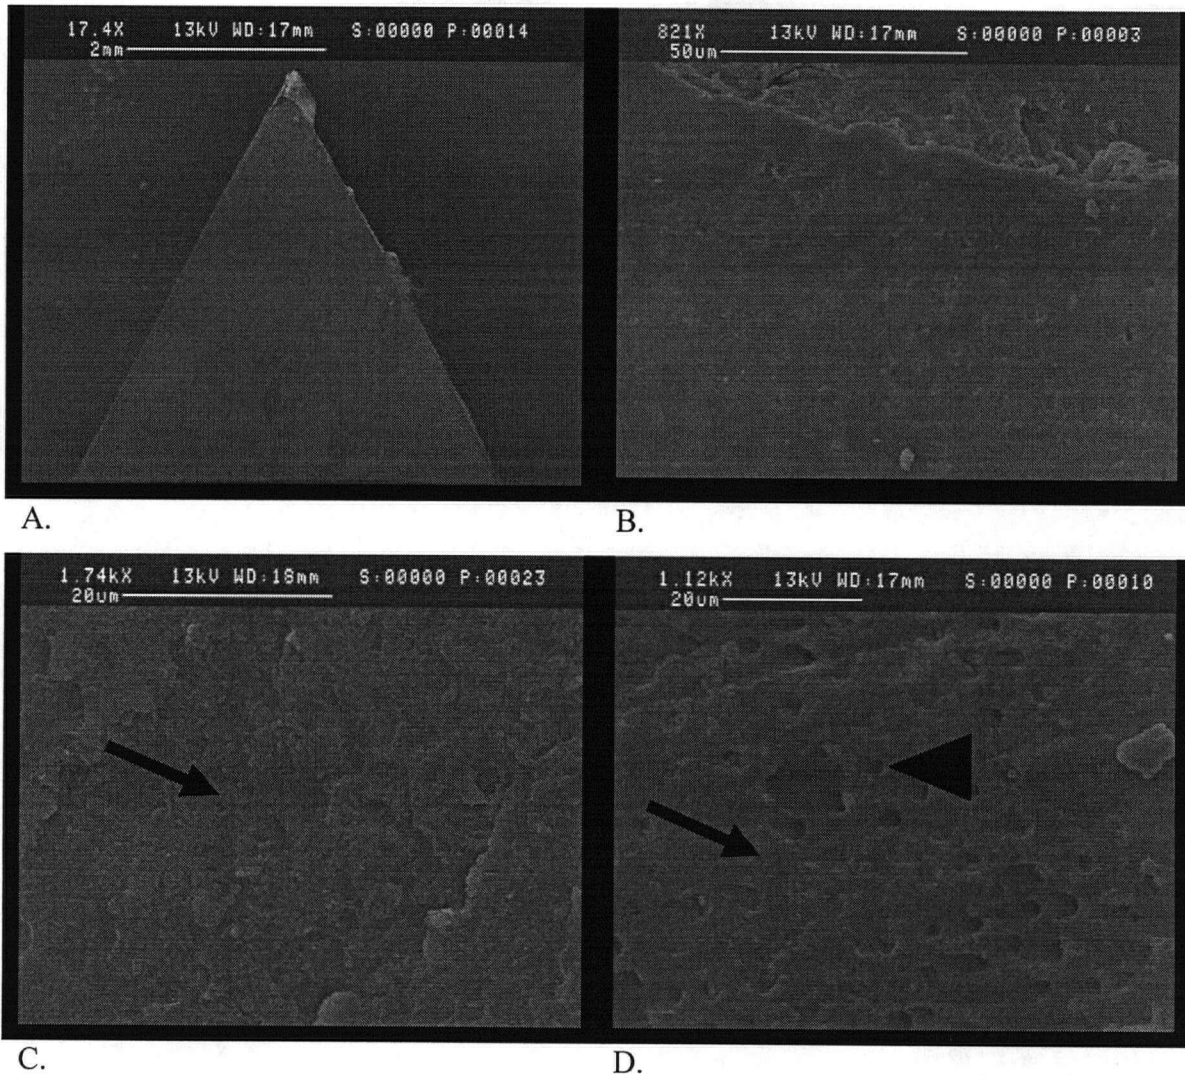 17.4X 13kV WD:17mm S:00000 P:00014
2mm
821X 13kV WD:17mm S:00000 P:00003
50um
A.
B.
1.74kX 13kV WD:18mm S:00000 P:00023
20um
1.12kX 13kV WD:17mm S:00000 P:00010
20um
C.
D.